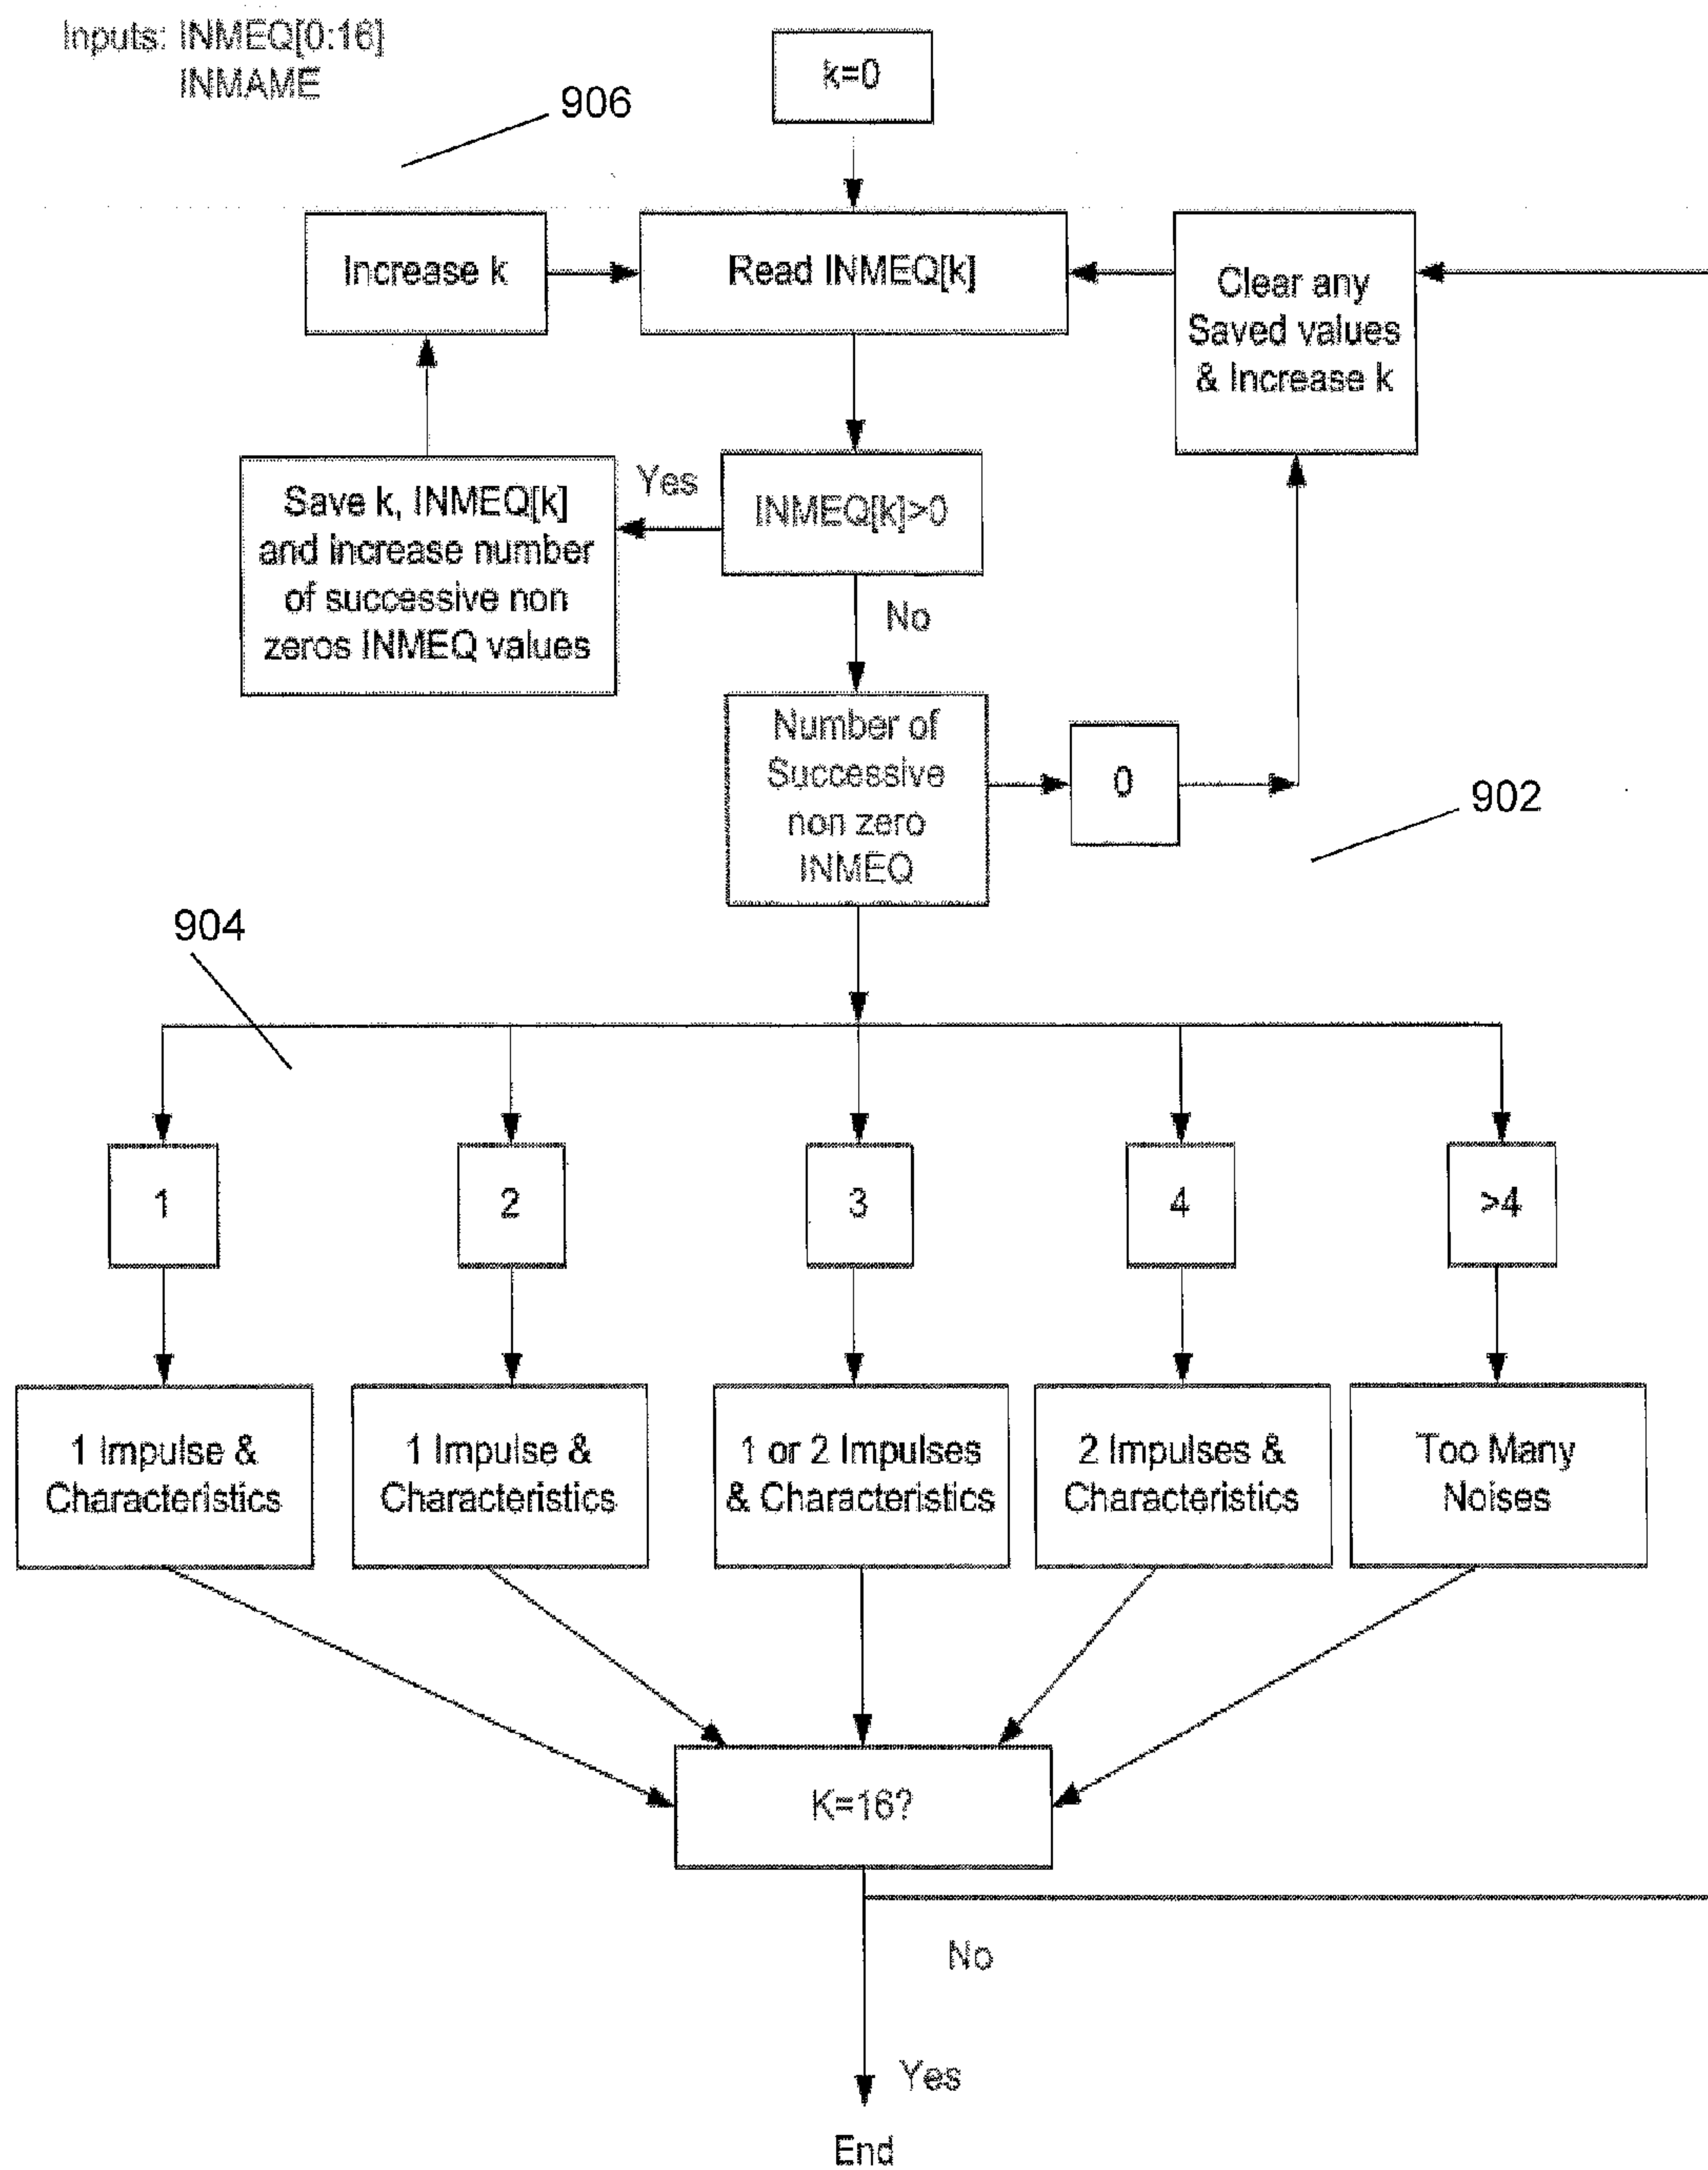 Inputs: INMEQ[0:16]
INMAME
k=0
906
Increase k
Read INMEQ[k]
Clear any
Saved values
& Increase k
Save k, INMEQ[k]
and increase number
of successive non
zeros INMEQ values
Yes
INMEQ[k]>0
No
Number of
Successive
non zero
INMEQ
0
902
904
1
2
3
4
>4
1 Impulse &
Characteristics
1 Impulse &
Characteristics
1 or 2 Impulses
& Characteristics
2 Impulses &
Characteristics
Too Many
Noises
K=16?
No
Yes
End